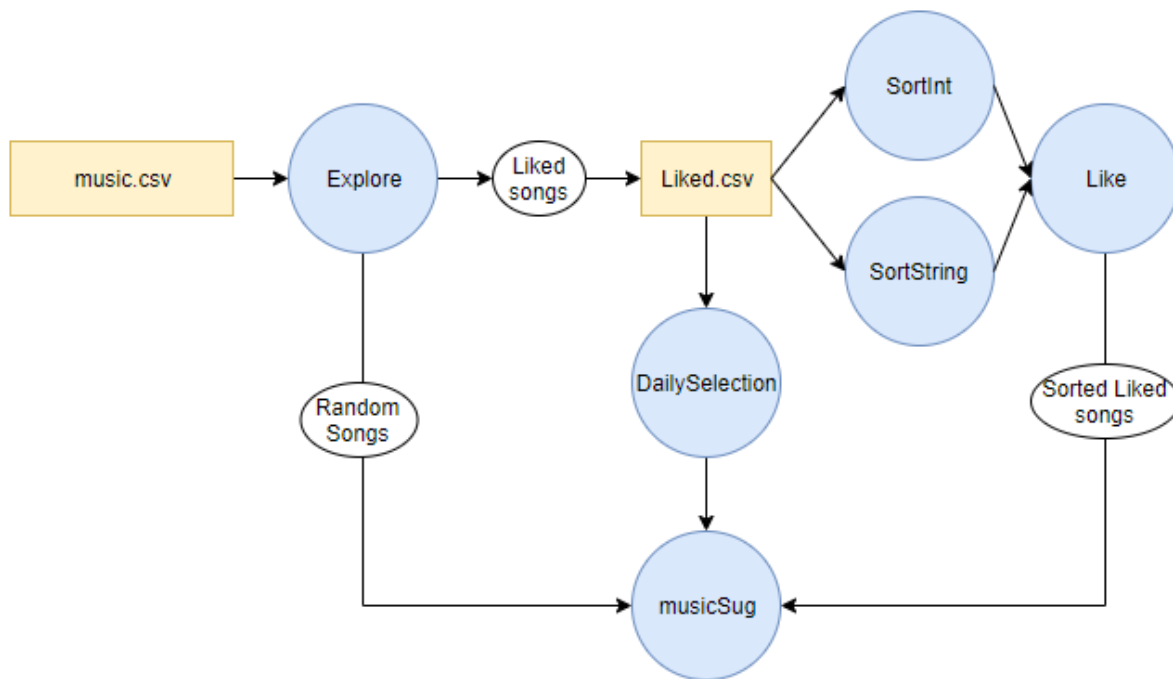 SortInt
music.csv
Explore
Liked
songs
Liked.csv
Like
SortString
DailySelection
Random
Songs
Sorted Liked
songs
musicSug